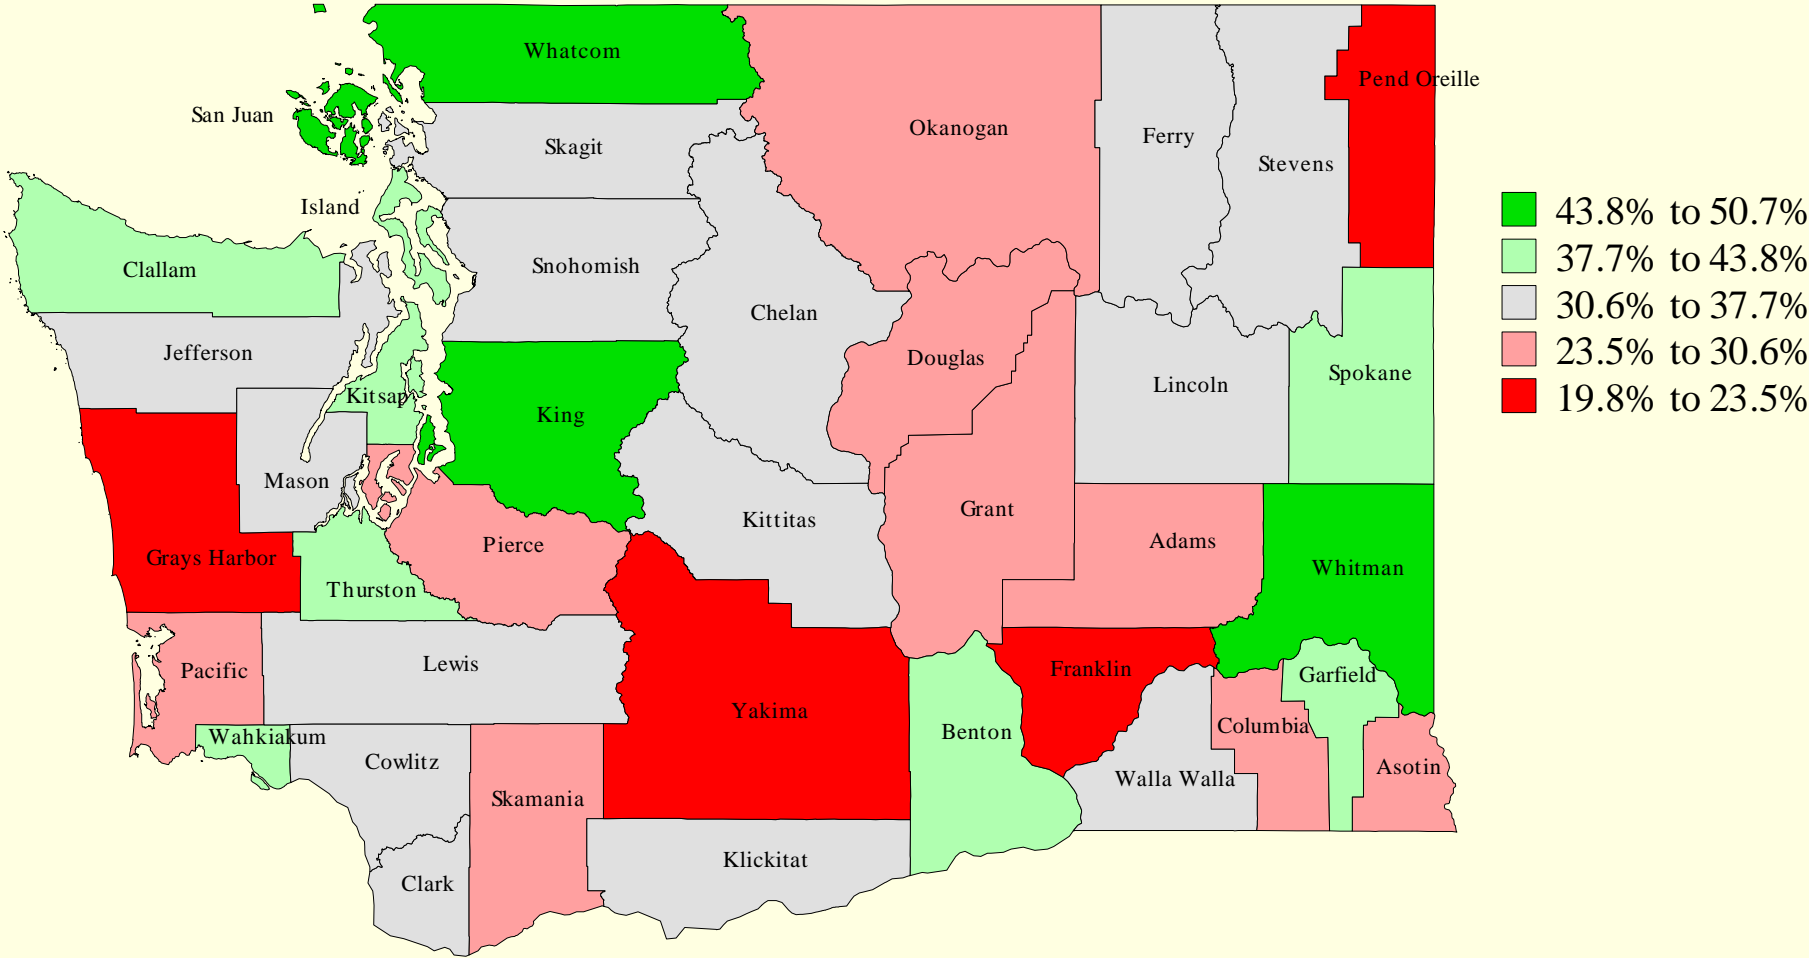 Whatcom
Pend Oreille
San Juan
Okanogan
Ferry
Skagit
Stevens
Island
43.8% to 50.7%
37.7% to 43.8%
30.6% to 37.7%
23.5% to 30.6%
19.8% to 23.5%
Clallam
Snohomish
Chelan
Jefferson
Douglas
Spokane
Lincoln
Kitsap
King
Mason
Grant
Kittitas
Adams
Pierce
Grays Harbor
Whitman
Thurston
Lewis
Pacific
Franklin
Garfield
Yakima
Columbia
Benton
Wahkiakum
Cowlitz
Asotin
Walla Walla
Skamania
Klickitat
Clark